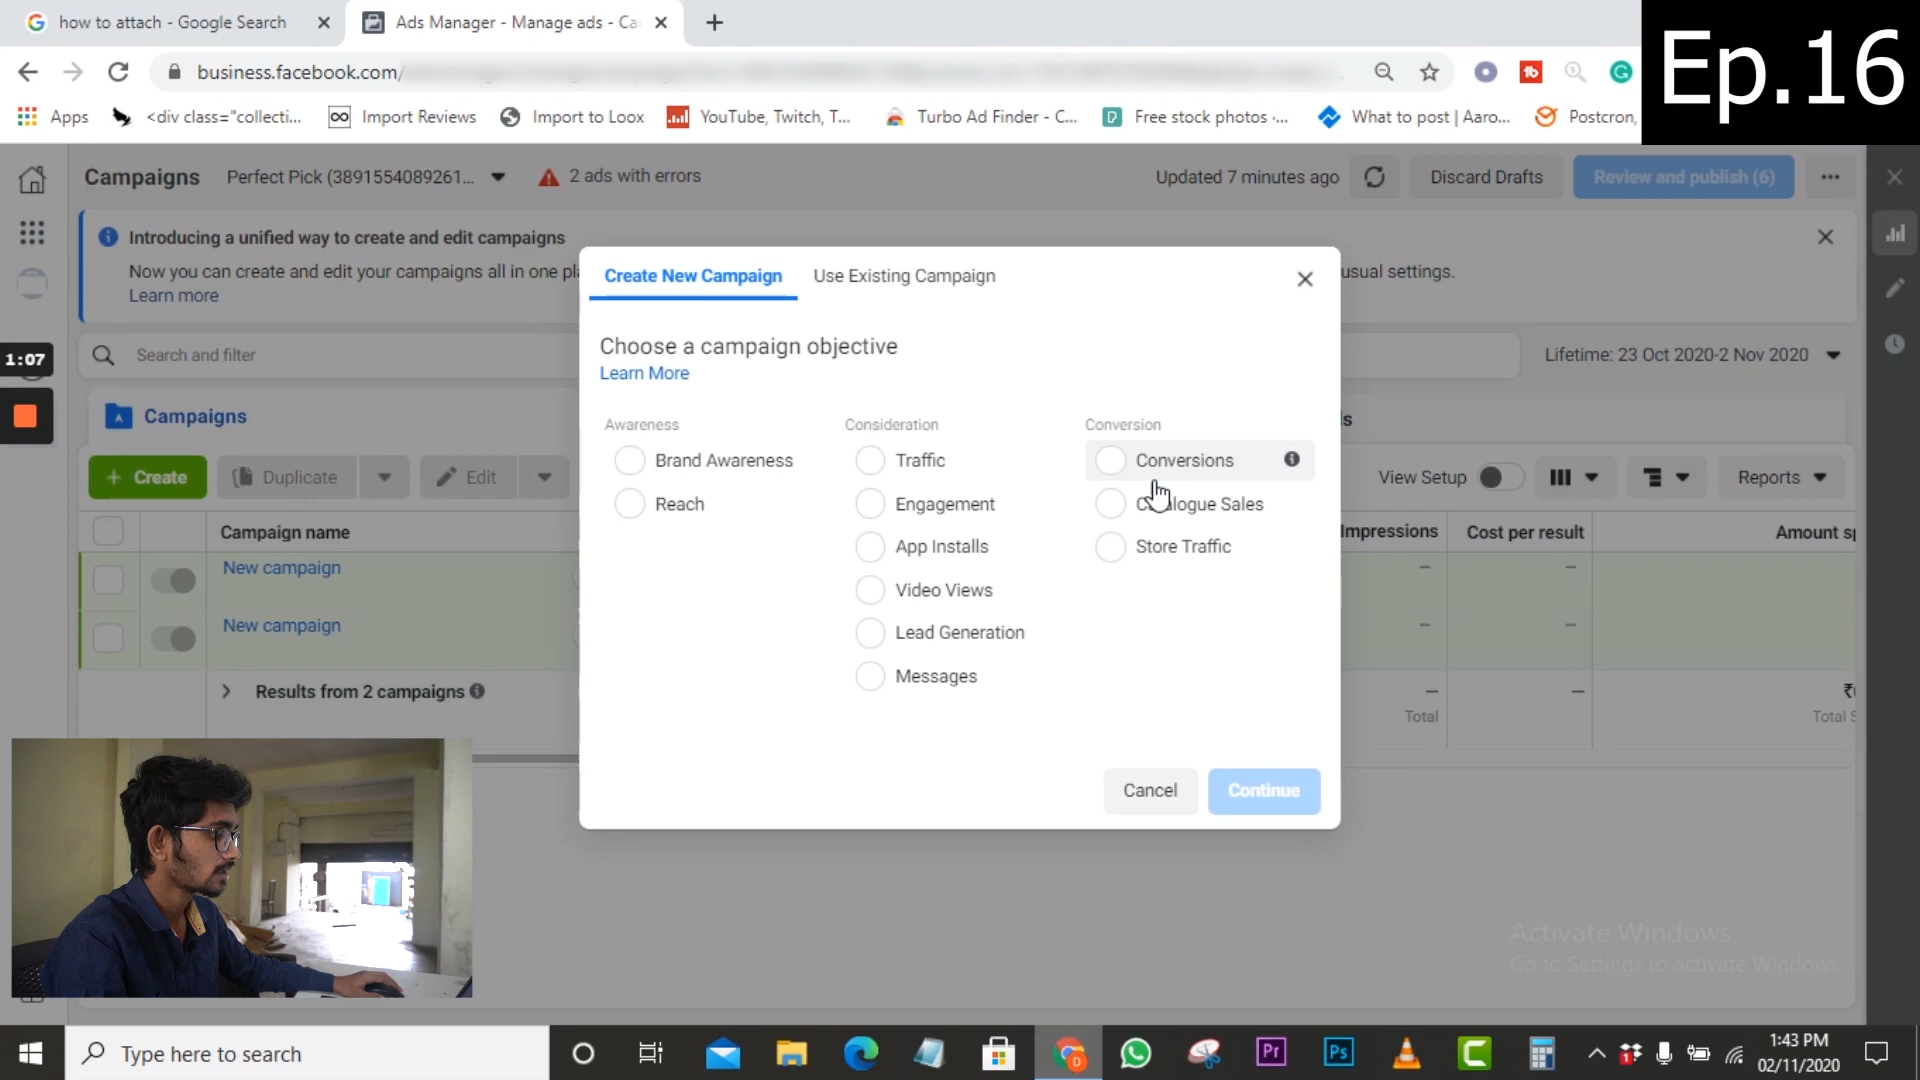 how to attach - Google Search
Ads Manager - Manage ads - Ca
Ep.16
business.facebook.com/
Apps
<div class="collecti...
Import Reviews
Import to Loox
YouTube, Twitch, T...
Turbo Ad Finder - C...
Free stock photos -...
What to post | Aaro...
Postcron,
Campaigns
Perfect Pick (3891554089261...
2 ads with errors
Updated 7 minutes ago
Discard Drafts
Review and publish (6)
Introducing a unified way to create and edit campaigns
Now you can create and edit your campaigns all in one pl
usual settings.
Learn more
Create New Campaign
Use Existing Campaign
1:07
Search and filter
Lifetime: 23 Oct 2020-2 Nov 2020
Choose a campaign objective
Learn More
Campaigns
ls
Awareness
Brand Awareness
Reach
Consideration
Traffic
Engagement
App Installs
Video Views
Lead Generation
Messages
Conversion
Conversions
Catalogue Sales
Store Traffic
Cancel
Continue
+ Create
Duplicate
Edit
View Setup
Reports
Campaign name
Impressions
Cost per result
Amount sp
New campaign
—
—
New campaign
—
—
Results from 2 campaigns
—
—
₹
Total
Total S
Activate Windows
Go to Settings to activate Windows.
Type here to search
Pr
Ps
1:43 PM
02/11/2020